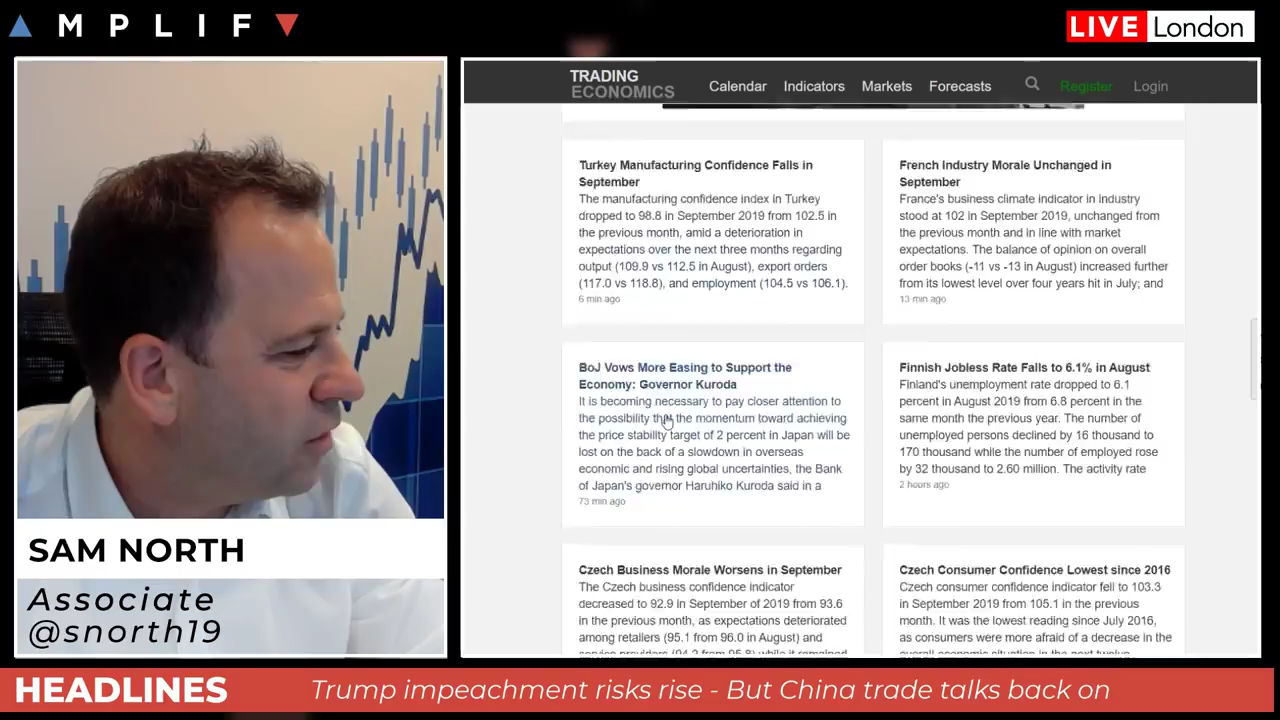 MPLIF
LIVE London
TRADING
ECONOMICS
Calendar Indicators Markets Forecasts Register Login
Turkey Manufacturing Confidence Falls in
September
The manufacturing confidence index in Turkey
dropped to 98.8 in September 2019 from 102.5 in
the previous month, amid a deterioration in
expectations over the next three months regarding
output (109.9 vs 112.5 in August), export orders
(117.0 vs 118.8), and employment (104.5 vs 106.1).
6 min ago
French Industry Morale Unchanged in
September
France's business climate indicator in Industry
stood at 102 in September 2019, unchanged from
the previous month and in line with market
expectations. The balance of opinion on overall
order books (-11 vs -13 in August) increased further
from its lowest level over four years hit in July; and
13 min ago
BoJ Vows More Easing to Support the
Economy: Governor Kuroda
It is becoming necessary to pay closer attention to
the possibility that the momentum toward achieving
the price stability target of 2 percent in Japan will be
lost on the back of a slowdown in overseas
economic and rising global uncertainties, the Bank
of Japan's governor Haruhiko Kuroda said in a
73 min ago
Finnish Jobless Rate Falls to 6.1% in August
Finland's unemployment rate dropped to 6.1
percent in August 2019 from 6.8 percent in the
same month the previous year. The number of
unemployed persons declined by 16 thousand to
170 thousand while the number of employed rose
by 32 thousand to 2.60 million. The activity rate
2 hours ago
Czech Business Morale Worsens in September
The Czech business confidence indicator
decreased to 92.9 in September of 2019 from 93.6
in the previous month, as expectations deteriorated
among retailers (95.1 from 96.0 in August) and
service providers (94.2 from 95.8) while it remained
Czech Consumer Confidence Lowest since 2016
Czech consumer confidence indicator fell to 103.3
in September 2019 from 105.1 in the previous
month. It was the lowest reading since July 2016,
as consumers were more afraid of a decrease in the
overall economic situation in the next twelve
SAM NORTH
Associate
@snorth19
HEADLINES Trump impeachment risks rise - But China trade talks back on